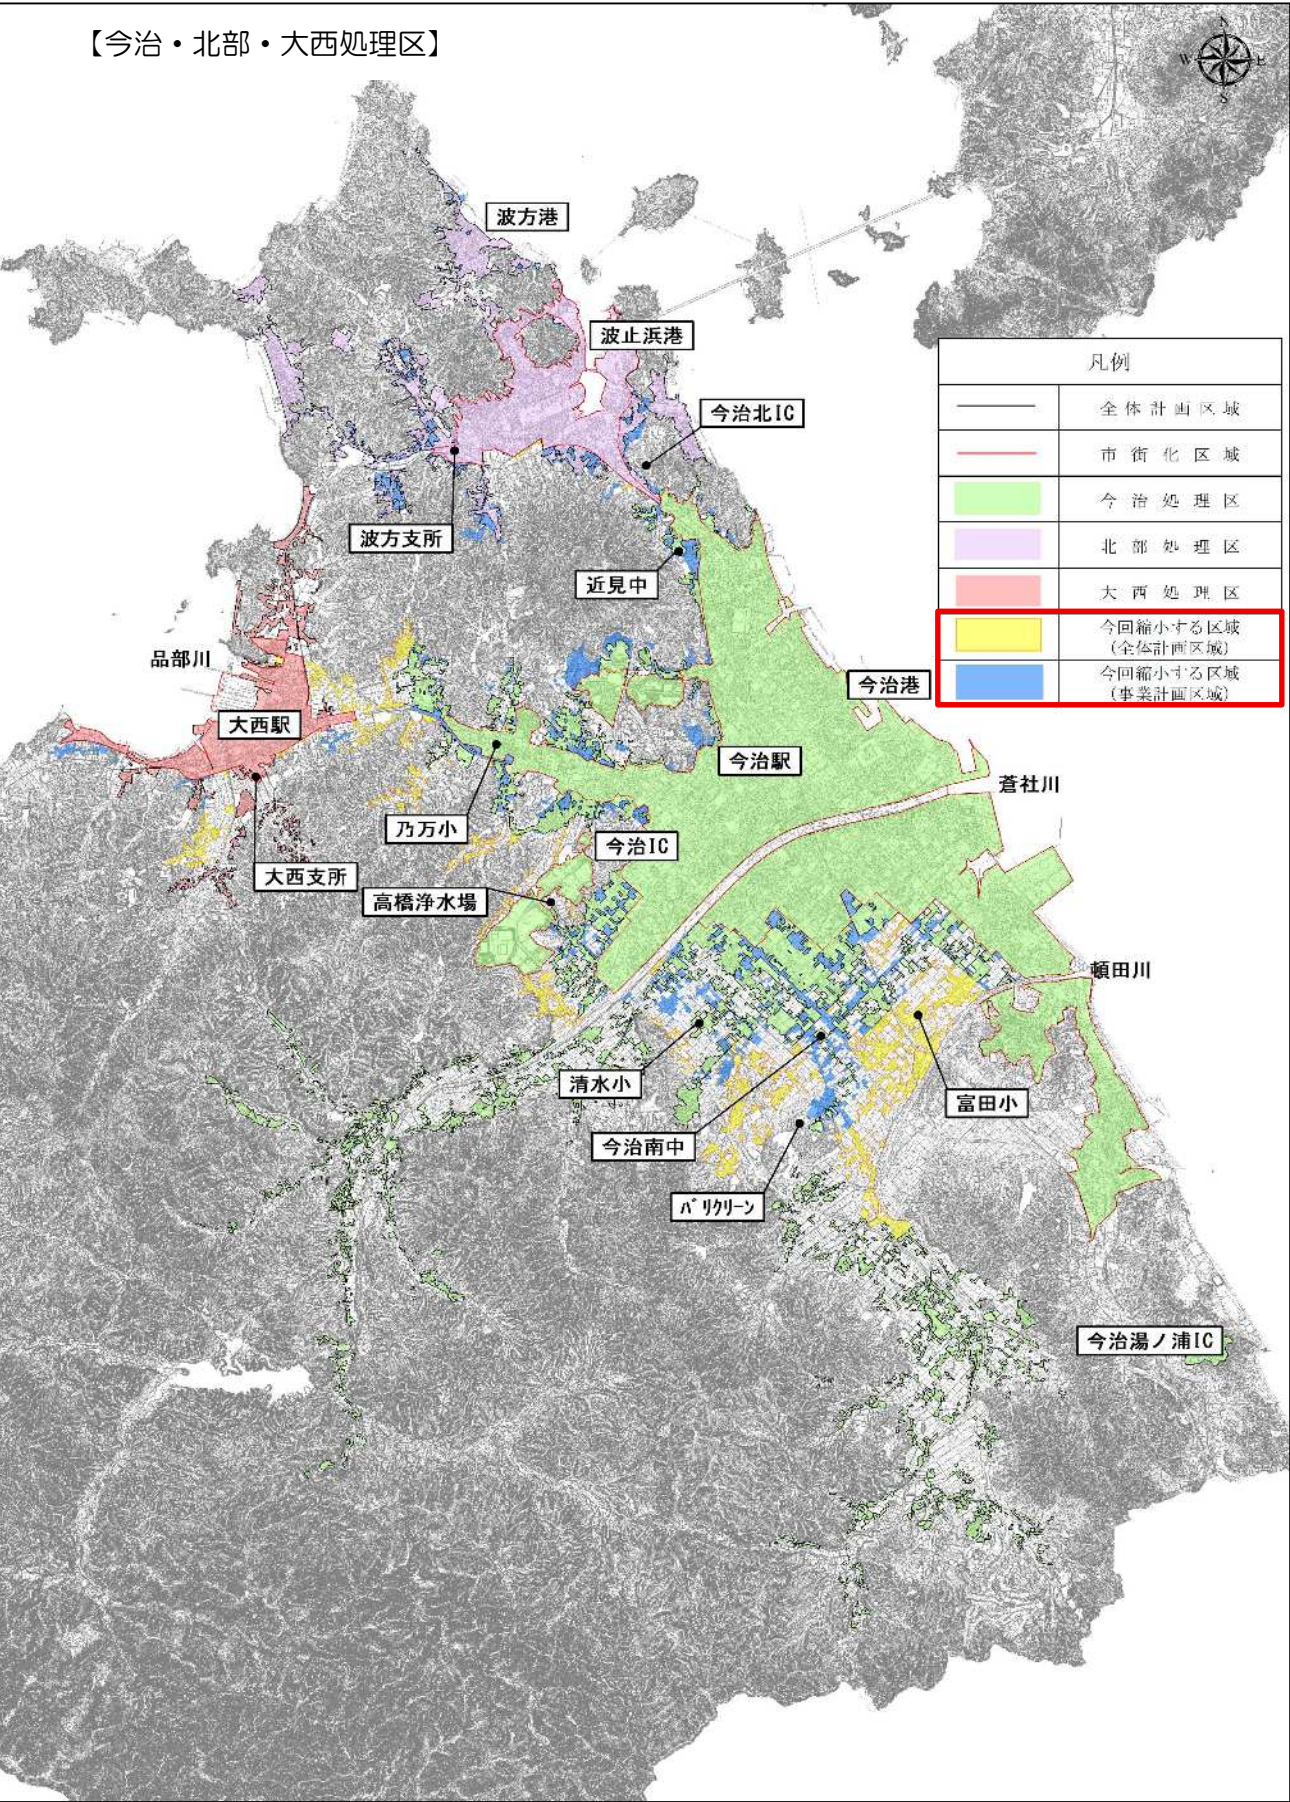 【今治・北部・大西処理区】
N
W
E
S
波方港
波止浜港
今治北IC
波方支所
近見中
品部川
大西駅
今治港
今治駅
蒼社川
乃万小
今治IC
大西支所
高橋浄水場
頓田川
清水小
富田小
今治南中
バリクリーン
今治湯ノ浦IC
凡例
全体計画区域
市街化区域
今治処理区
北部処理区
大西処理区
今回縮小する区域
(全体計画区域)
今回縮小する区域
(事業計画区域)